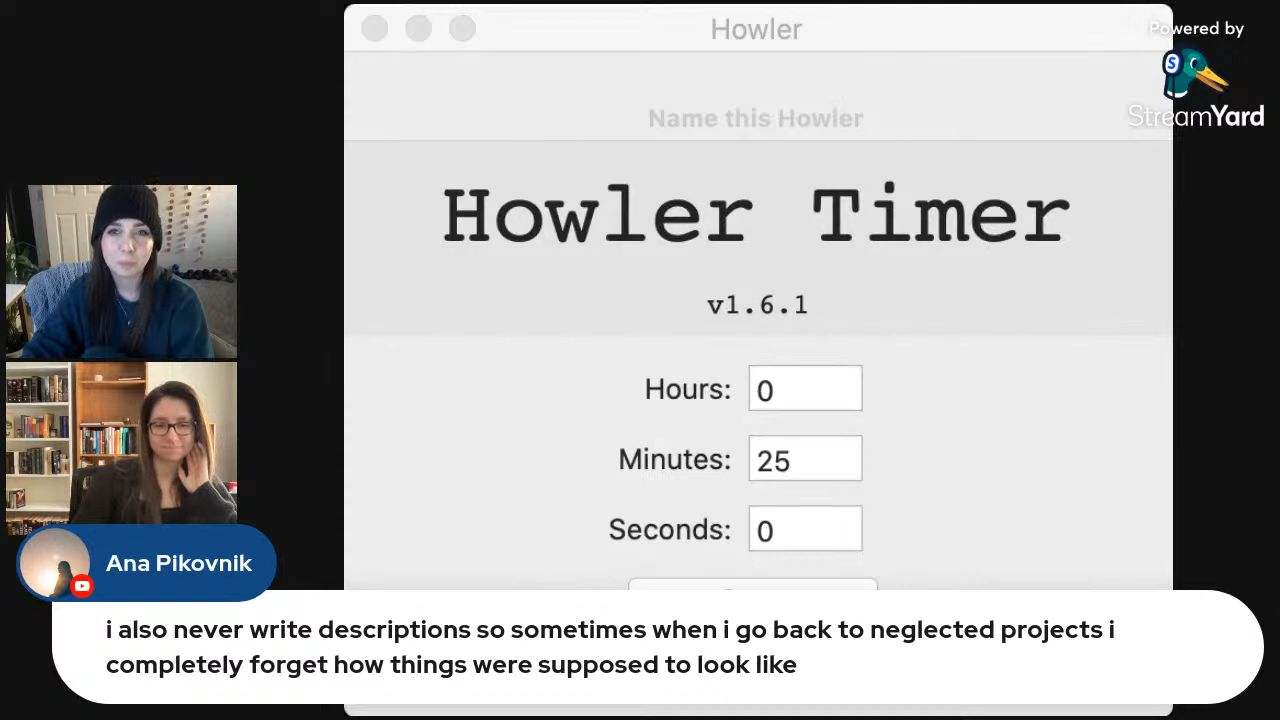 Howler
Powered by
StreamYard
Name this Howler
Howler Timer
v1.6.1
Hours: 0
Minutes: 25
Seconds: 0
Ana Pikovnik
i also never write descriptions so sometimes when i go back to neglected projects i
completely forget how things were supposed to look like